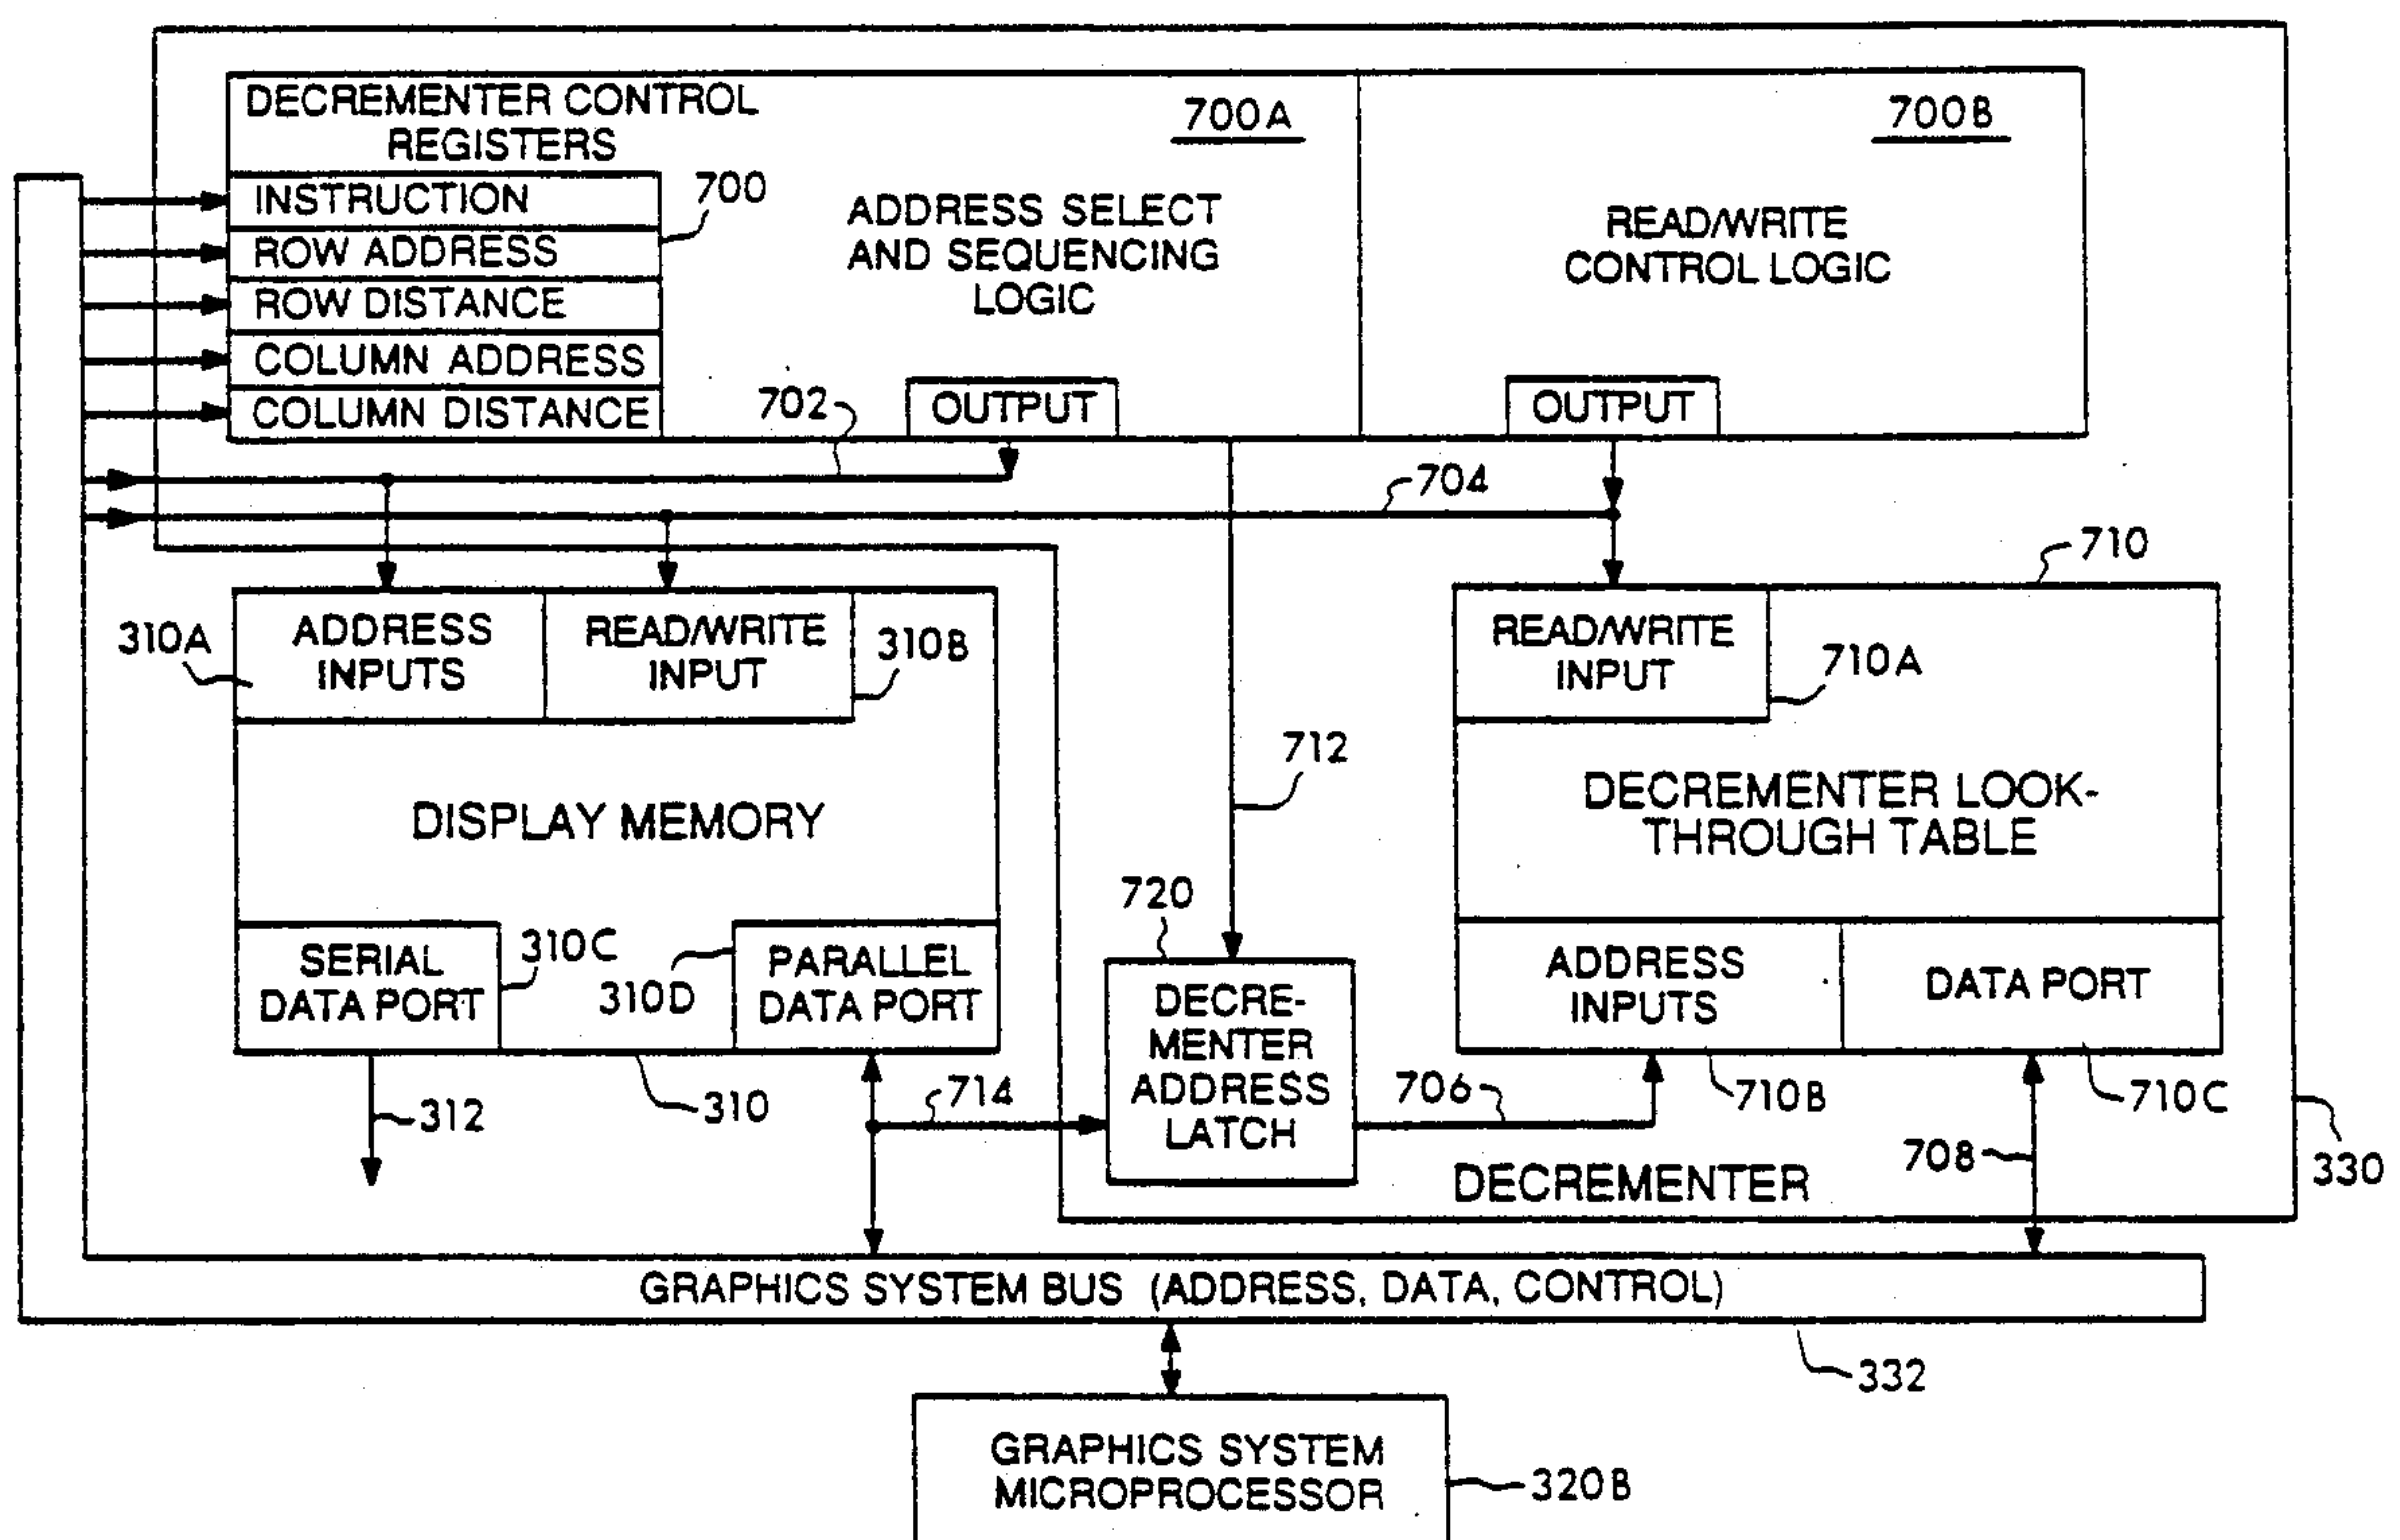 DECREMENTER CONTROL
REGISTERS
700A
700B
INSTRUCTION
700
ROW ADDRESS
ROW DISTANCE
COLUMN ADDRESS
COLUMN DISTANCE
ADDRESS SELECT
AND SEQUENCING
LOGIC
READ/WRITE
CONTROL LOGIC
702
OUTPUT
OUTPUT
704
710
310A
ADDRESS
INPUTS
READ/WRITE
INPUT
310B
READ/WRITE
INPUT
710A
712
DISPLAY MEMORY
DECREMENTER LOOK-
THROUGH TABLE
720
SERIAL
DATA PORT
310C
310D
PARALLEL
DATA PORT
DECRE-
MENTER
ADDRESS
LATCH
ADDRESS
INPUTS
DATA PORT
312
310
714
706
710B
710C
708
330
DECREMENTER
GRAPHICS SYSTEM BUS (ADDRESS, DATA, CONTROL)
332
GRAPHICS SYSTEM
MICROPROCESSOR
320B